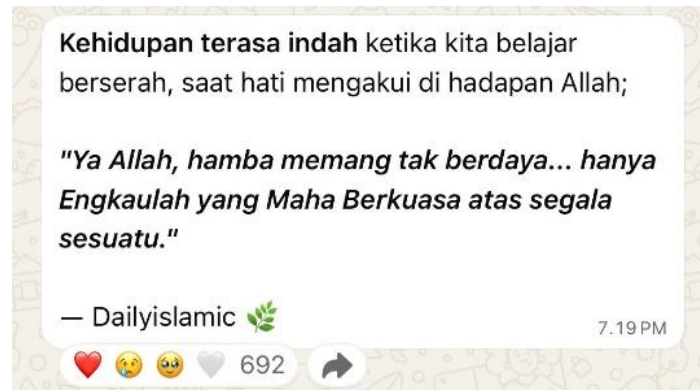 Kehidupan terasa indah ketika kita belajar
berserah, saat hati mengakui di hadapan Allah;
"Ya Allah, hamba memang tak berdaya... hanya
Engkaulah yang Maha Berkuasa atas segala
sesuatu."
— Dailyislamic 🌿
7.19 PM
❤️ 😢 🥹 🤍 692